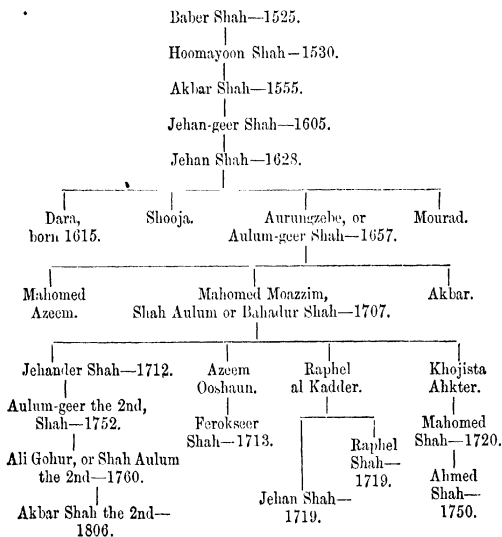 Baber Shah—1525.
Hoomayoon Shah—1530.
Akbar Shah—1555.
Jehan-geer Shah—1605.
Jehan Shah—1628.
Dara,
born 1615.
Shooja.
Aurungzebe, or
Aulum-geer Shah—1657.
Mourad.
Mahomed
Azeem.
Mahomed Moazzim,
Shah Aulum or Bahadur Shah—1707.
Akbar.
Jehander Shah—1712.
Aulum-geer the 2nd,
Shah—1752.
Ali Gohur, or Shah Aulum
the 2nd—1760.
Akbar Shah the 2nd—
1806.
Azeem
Ooshaun.
Ferokseer
Shah—1713.
Raphel
al Kadder.
Jehan Shah—
1719.
Raphel
Shah—
1719.
Khojista
Ahkter.
Mahomed
Shah—1720.
Ahmed
Shah—
1750.